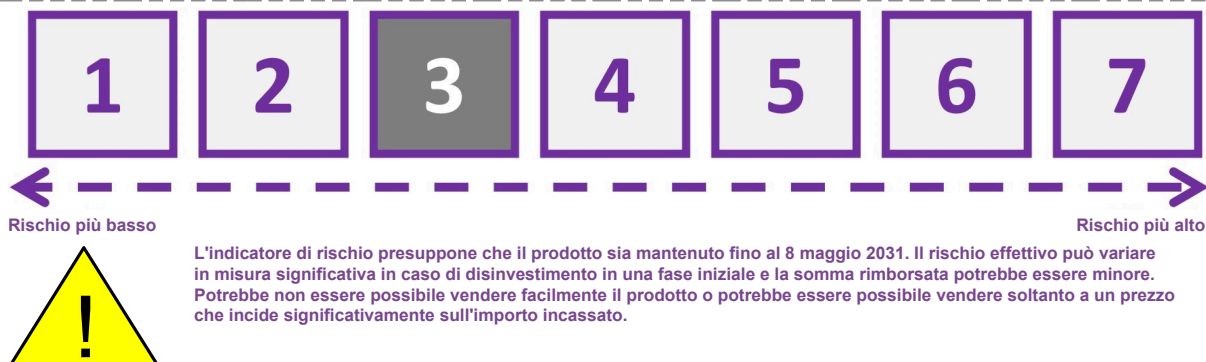 1 2 3 4 5 6 7
Rischio più basso Rischio più alto
L'indicatore di rischio presuppone che il prodotto sia mantenuto fino al 8 maggio 2031. Il rischio effettivo può variare
in misura significativa in caso di disinvestimento in una fase iniziale e la somma rimborsata potrebbe essere minore.
Potrebbe non essere possibile vendere facilmente il prodotto o potrebbe essere possibile vendere soltanto a un prezzo
che incide significativamente sull'importo incassato.
!